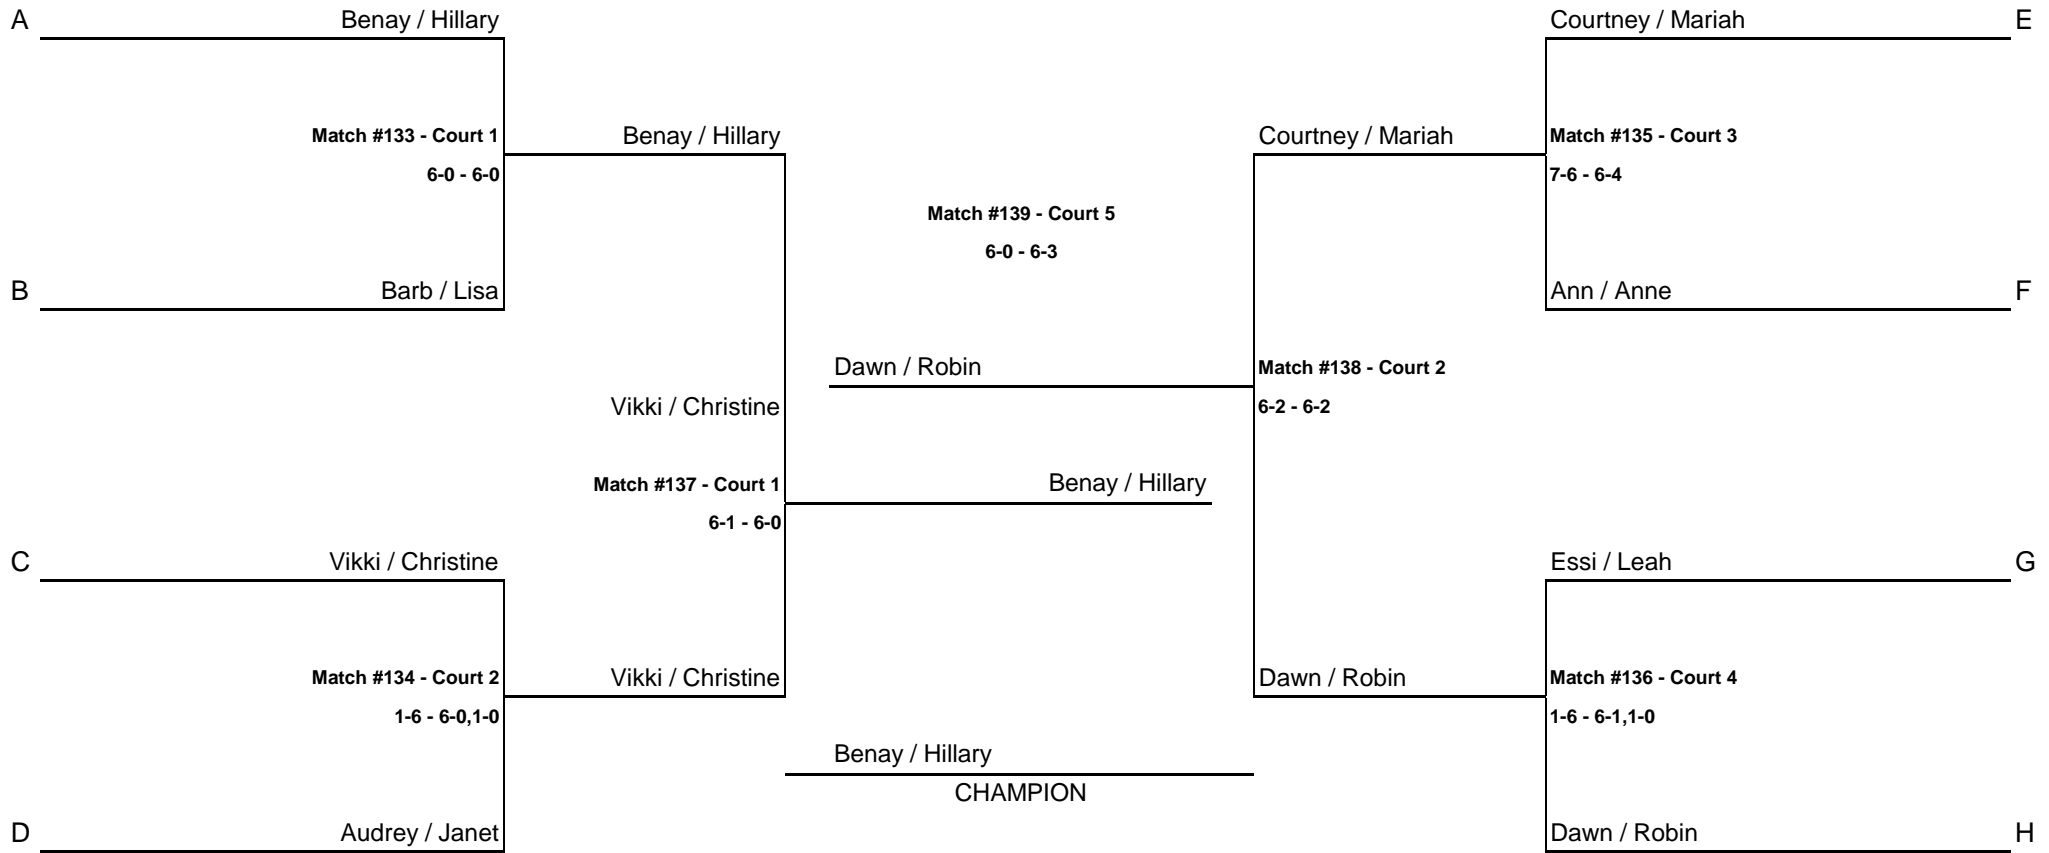 A
Benay / Hillary
Courtney / Mariah
E
Match #133 - Court 1
Benay / Hillary
Courtney / Mariah
Match #135 - Court 3
6-0 - 6-0
7-6 - 6-4
Match #139 - Court 5
6-0 - 6-3
B
Barb / Lisa
Ann / Anne
F
Dawn / Robin
Match #138 - Court 2
Vikki / Christine
6-2 - 6-2
Match #137 - Court 1
Benay / Hillary
6-1 - 6-0
C
Vikki / Christine
Essi / Leah
G
Match #134 - Court 2
Vikki / Christine
Dawn / Robin
Match #136 - Court 4
1-6 - 6-0,1-0
1-6 - 6-1,1-0
Benay / Hillary
CHAMPION
D
Audrey / Janet
Dawn / Robin
H